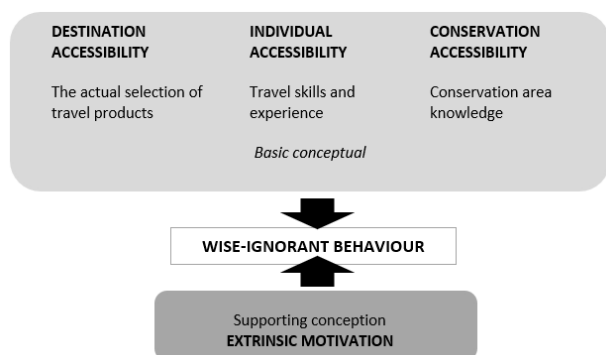 DESTINATION
ACCESSIBILITY
The actual selection of
travel products
INDIVIDUAL
ACCESSIBILITY
Travel skills and
experience
CONSERVATION
ACCESSIBILITY
Conservation area
knowledge
Basic conceptual
WISE-IGNORANT BEHAVIOUR
Supporting conception
EXTRINSIC MOTIVATION